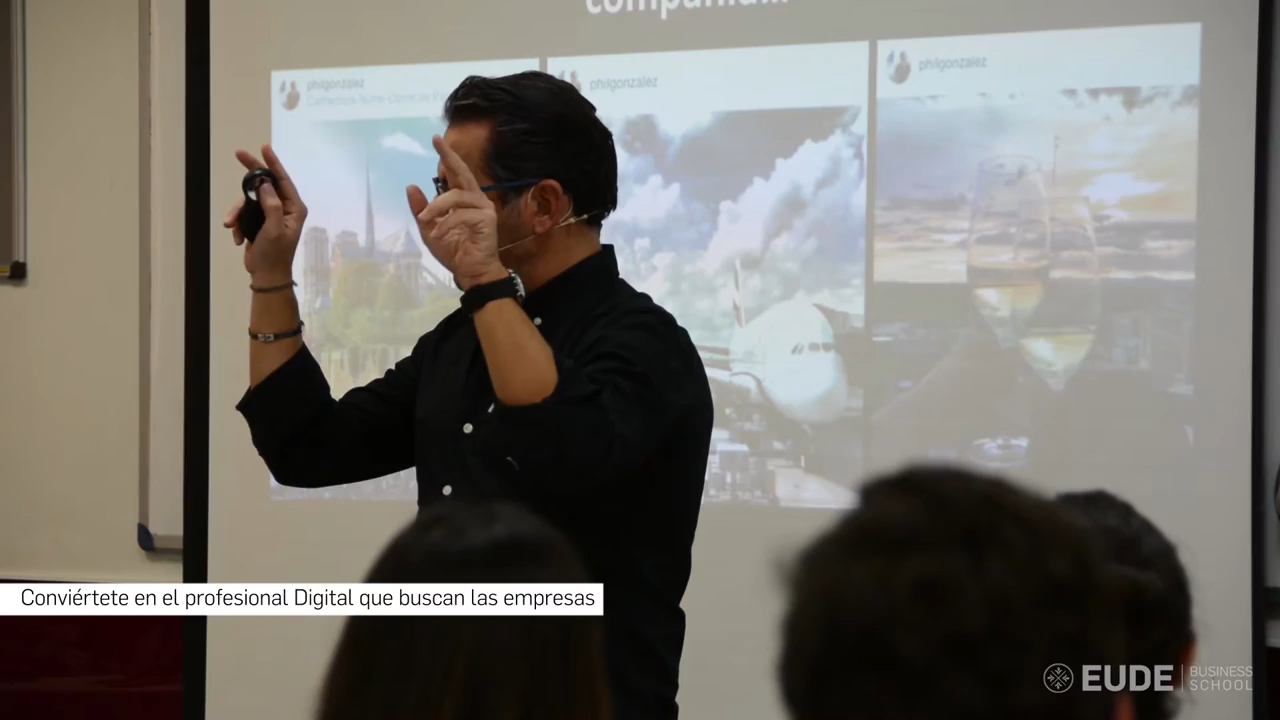 philgonzalez
philgonzalez
philgonzalez
Conviértete en el profesional Digital que buscan las empresas
EUDE
BUSINESS
SCHOOL